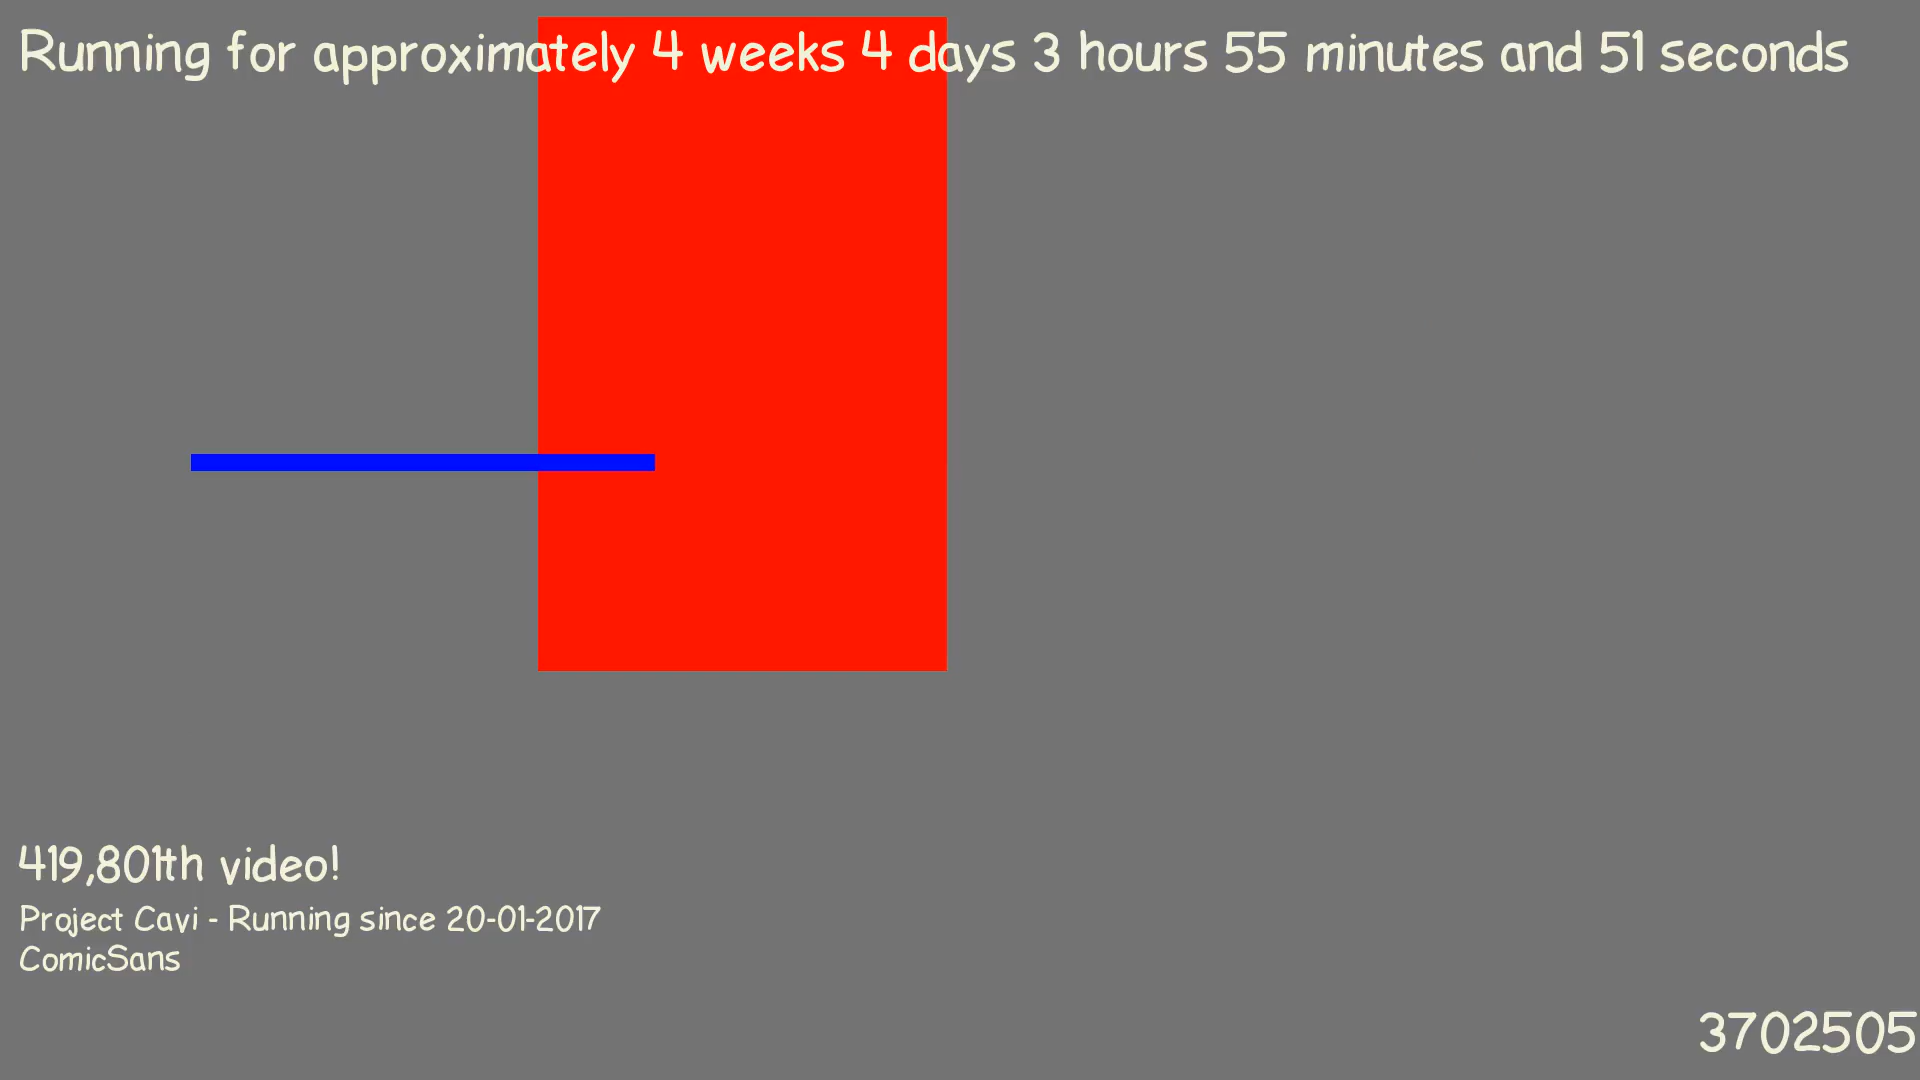 Running for approximately 4 weeks 4 days 3 hours 55 minutes and 51 seconds
419,801th video!
Project Cavi - Running since 20-01-2017
ComicSans
3702505